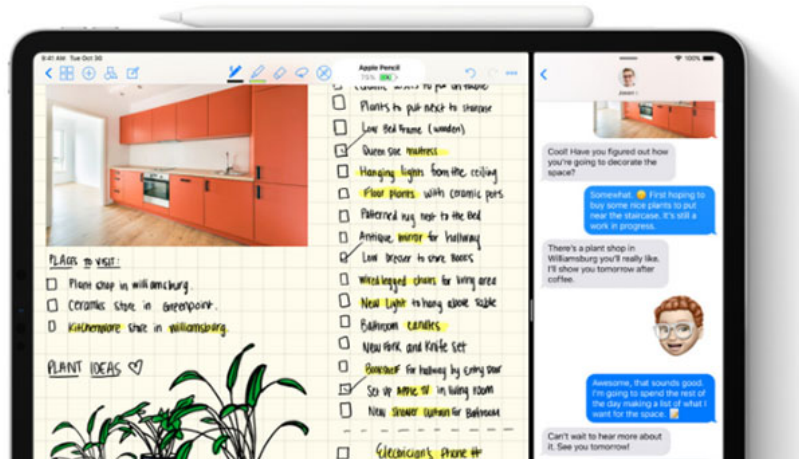 9:41 AM Tue Oct 30
Apple Pencil
75%
100%
Plants to put next to staircase
Low Bed Frame (wooden)
Queen size mattress
Hanging lights from the ceiling
Floor plants with ceramic pots
Patterned rug next to the Bed
Antique mirror for hallway
Low Dresser to store Books
wire legged chairs for living area
New Light to hang above table
Bathroom candles
New Fork and Knife Set
Bookshelf for hallway by Entry Door
Set up Apple TV in living room
New Shower Curtain for Bathroom
Electrician's Phone #
PLACES TO VISIT:
Plant shop in williamsburg.
Ceramics Store in Greenpoint.
Kitchenware Store in williamsburg.
PLANT IDEAS
Cool! Have you figured out how
you're going to decorate the
space?
Somewhat. First hoping to
buy some nice plants to put
near the staircase. It's still a
work in progress.
There's a plant shop in
Williamsburg you'll really like.
I'll show you tomorrow after
coffee.
Awesome, that sounds good.
I'm going to spend the rest of
the day making a list of what I
want for the space.
Can't wait to hear more about
it. See you tomorrow!